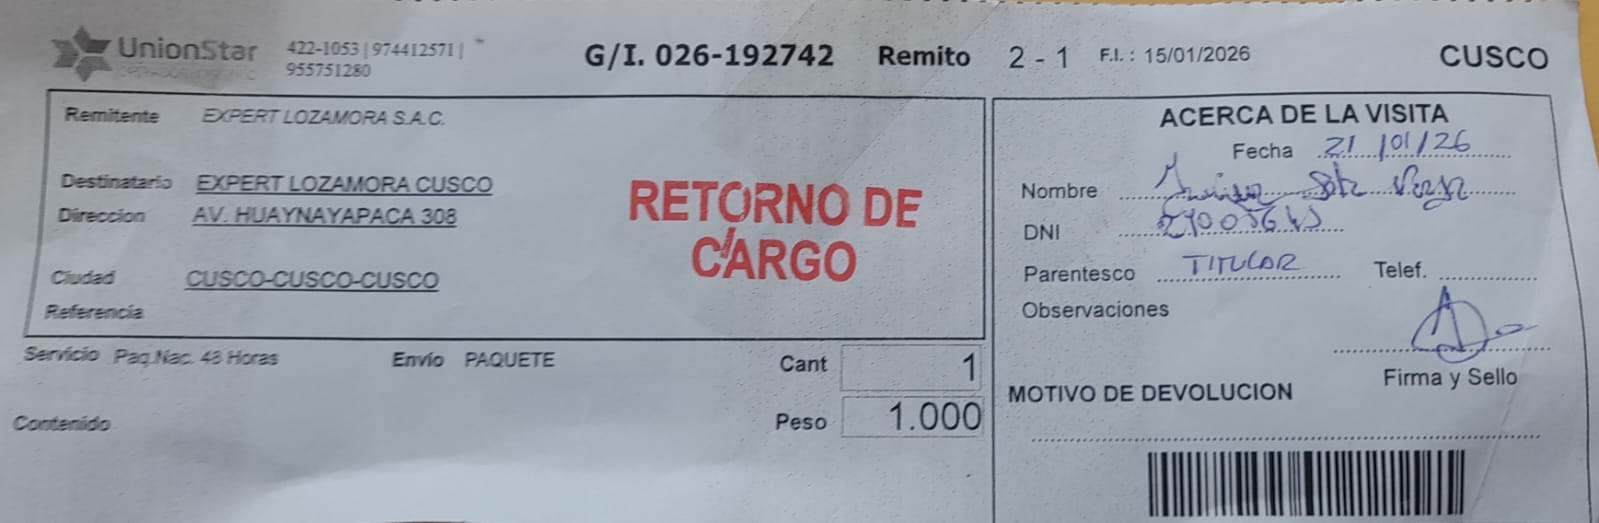 UnionStar
422-1053 | 974412571 |
955751280
G/I. 026-192742 Remito 2 - 1 F.I. : 15/01/2026 CUSCO
Remitente EXPERT LOZAMORA S.A.C.
Destinatario EXPERT LOZAMORA CUSCO
Direccion AV. HUAYNAYAPACA 308
Ciudad CUSCO-CUSCO-CUSCO
Referencia
RETORNO DE
CARGO
Servicio Paq.Nac. 48 Horas Envío PAQUETE Cant 1
Contenido Peso 1.000
ACERCA DE LA VISITA
Fecha 21/01/26
Nombre
DNI
Parentesco TITULAR Telef.
Observaciones
Firma y Sello
MOTIVO DE DEVOLUCION